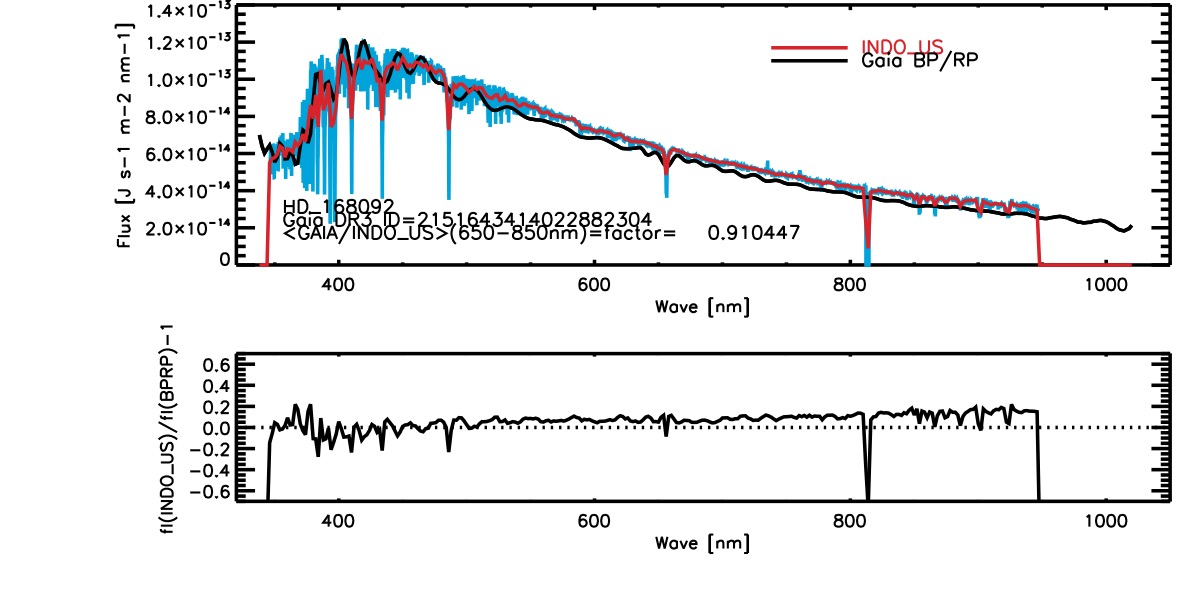 1.4×10−13
1.2×10−13
1.0×10−13
8.0×10−14
6.0×10−14
4.0×10−14
2.0×10−14
0
Flux [J s−1 m−2 nm−1]
INDO_US
Gaia BP/RP
HD_168092
Gaia DR3 ID=2151643414022882304
<GAIA/INDO_US>(650−850nm)=factor= 0.910447
400 600 800 1000
Wave [nm]
0.6
0.4
0.2
0.0
−0.2
−0.4
−0.6
fl(INDO_US)/fl(BPRP)−1
400 600 800 1000
Wave [nm]